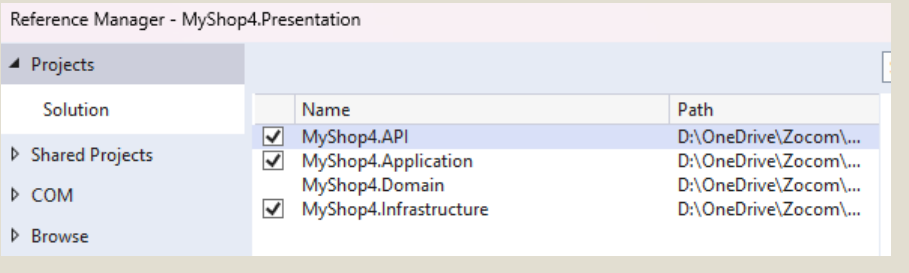 Reference Manager - MyShop4.Presentation
Projects
Solution
Shared Projects
COM
Browse
Name Path
MyShop4.API D:\OneDrive\Zocom\...
MyShop4.Application D:\OneDrive\Zocom\...
MyShop4.Domain D:\OneDrive\Zocom\...
MyShop4.Infrastructure D:\OneDrive\Zocom\...